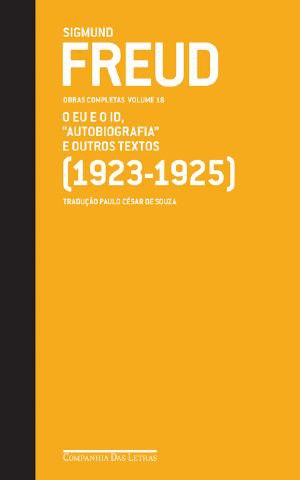 SIGMUND
FREUD
OBRAS COMPLETAS VOLUME 16
O EU E O ID,
"AUTOBIOGRAFIA"
E OUTROS TEXTOS
(1923-1925)
TRADUÇÃO PAULO CÉSAR DE SOUZA
COMPANHIA DAS LETRAS